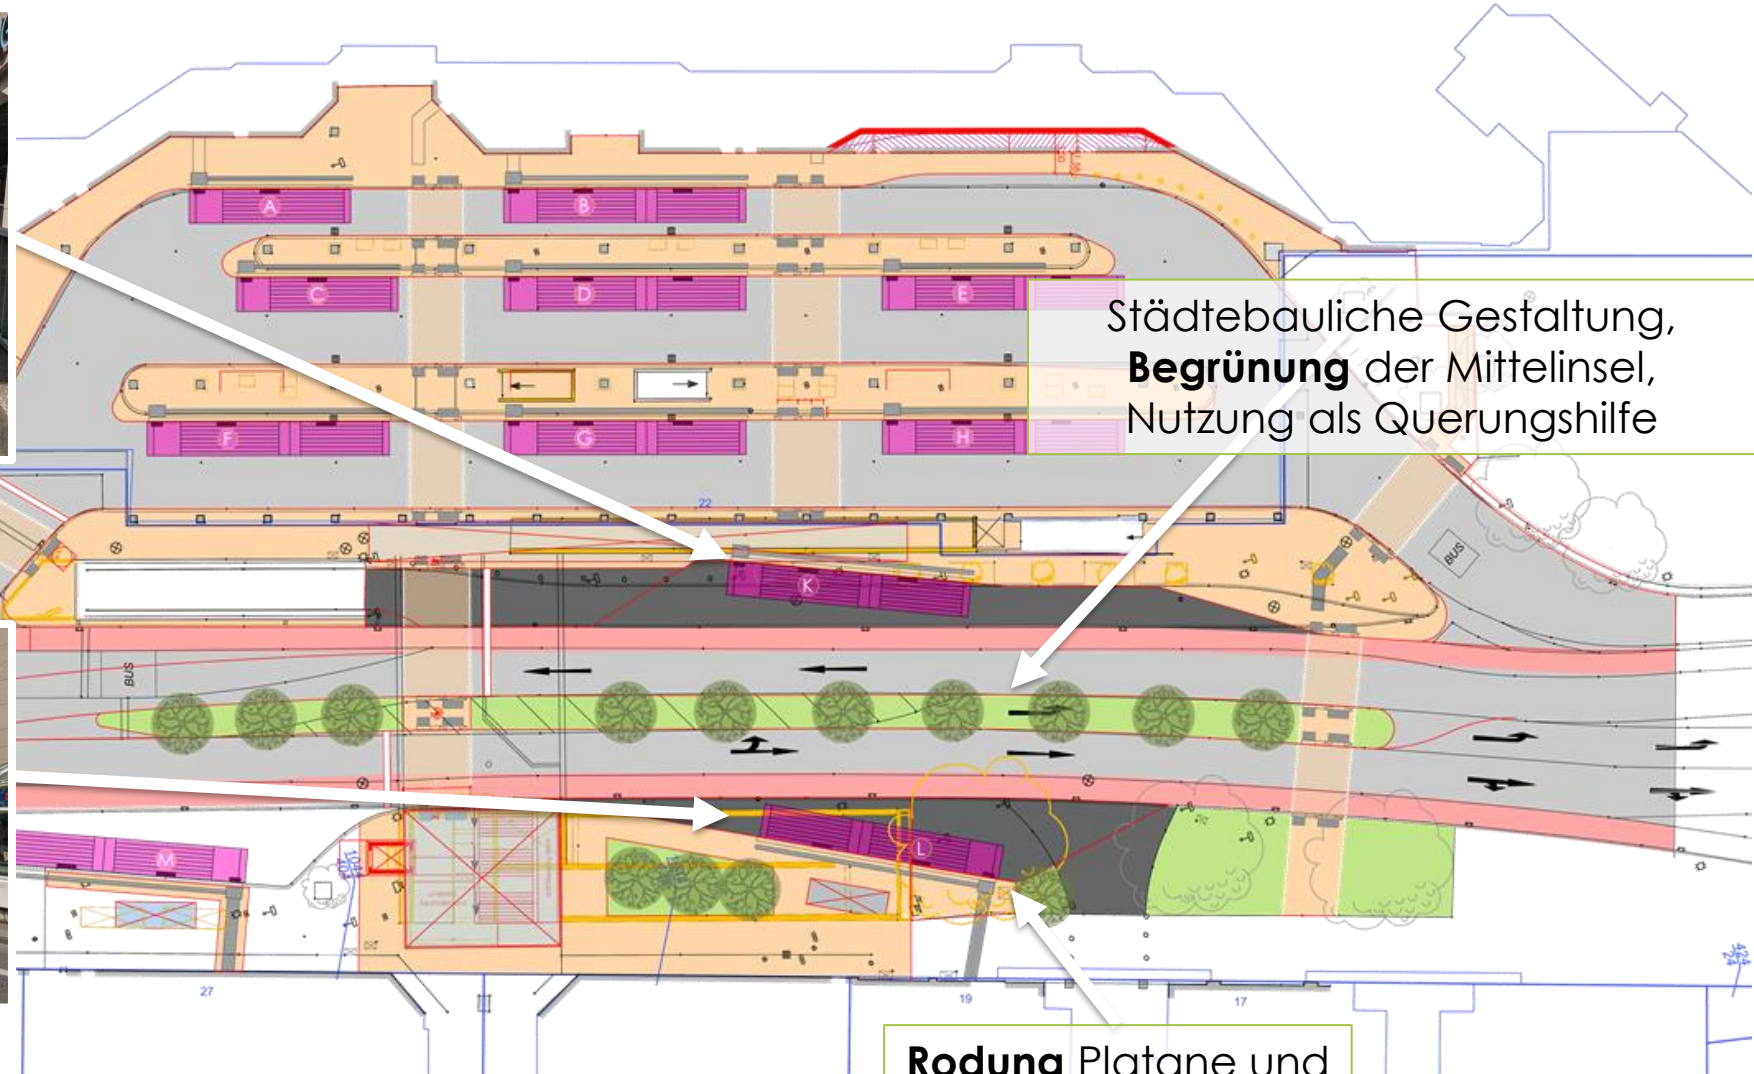 A
B
C
D
E
Städtebauliche Gestaltung,
Begrünung der Mittelinsel,
Nutzung als Querungshilfe
F
G
H
22
BUS
K
BUS
L
M
27
19
17
Rodung Platane und